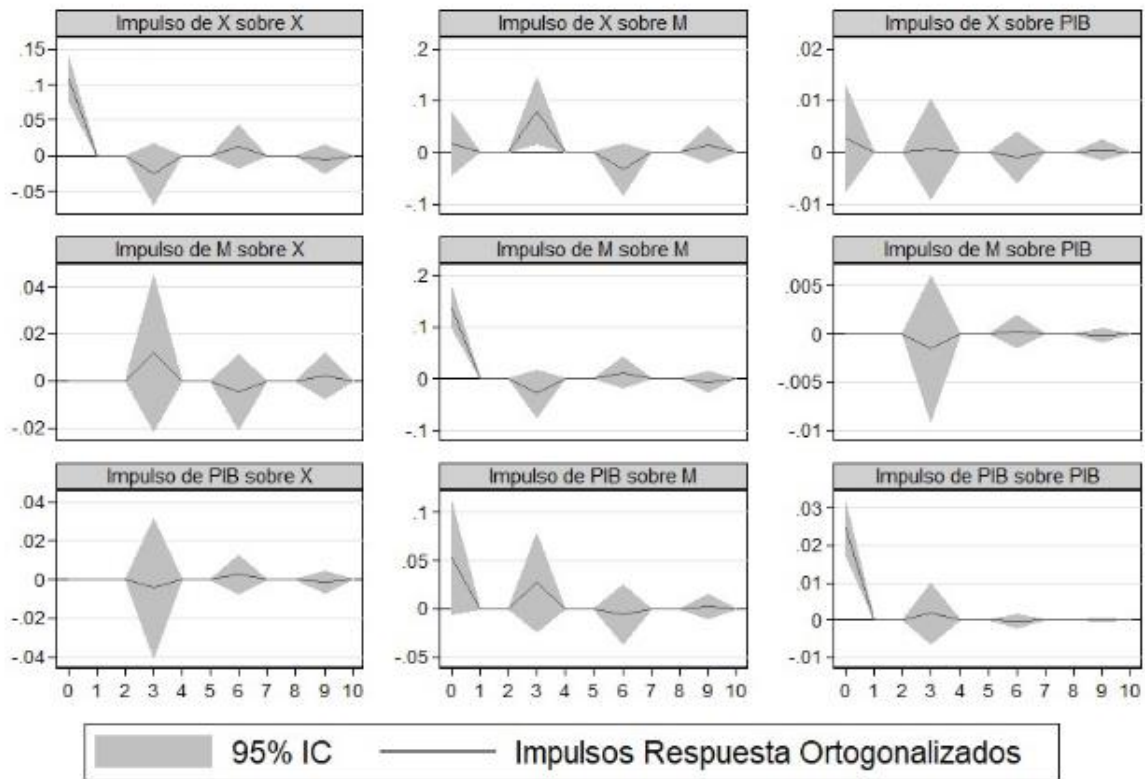 Impulso de X sobre X
Impulso de X sobre M
Impulso de X sobre PIB
.15
.1
.05
0
-.05
.2
.1
0
-.1
.02
.01
0
-.01
Impulso de M sobre X
Impulso de M sobre M
Impulso de M sobre PIB
.04
.02
0
-.02
.2
.1
0
-.1
.005
0
-.005
-.01
Impulso de PIB sobre X
Impulso de PIB sobre M
Impulso de PIB sobre PIB
.04
.02
0
-.02
-.04
.1
.05
0
-.05
.03
.02
.01
0
-.01
0 1 2 3 4 5 6 7 8 9 10
0 1 2 3 4 5 6 7 8 9 10
0 1 2 3 4 5 6 7 8 9 10
95% IC
Impulsos Respuesta Ortogonalizados